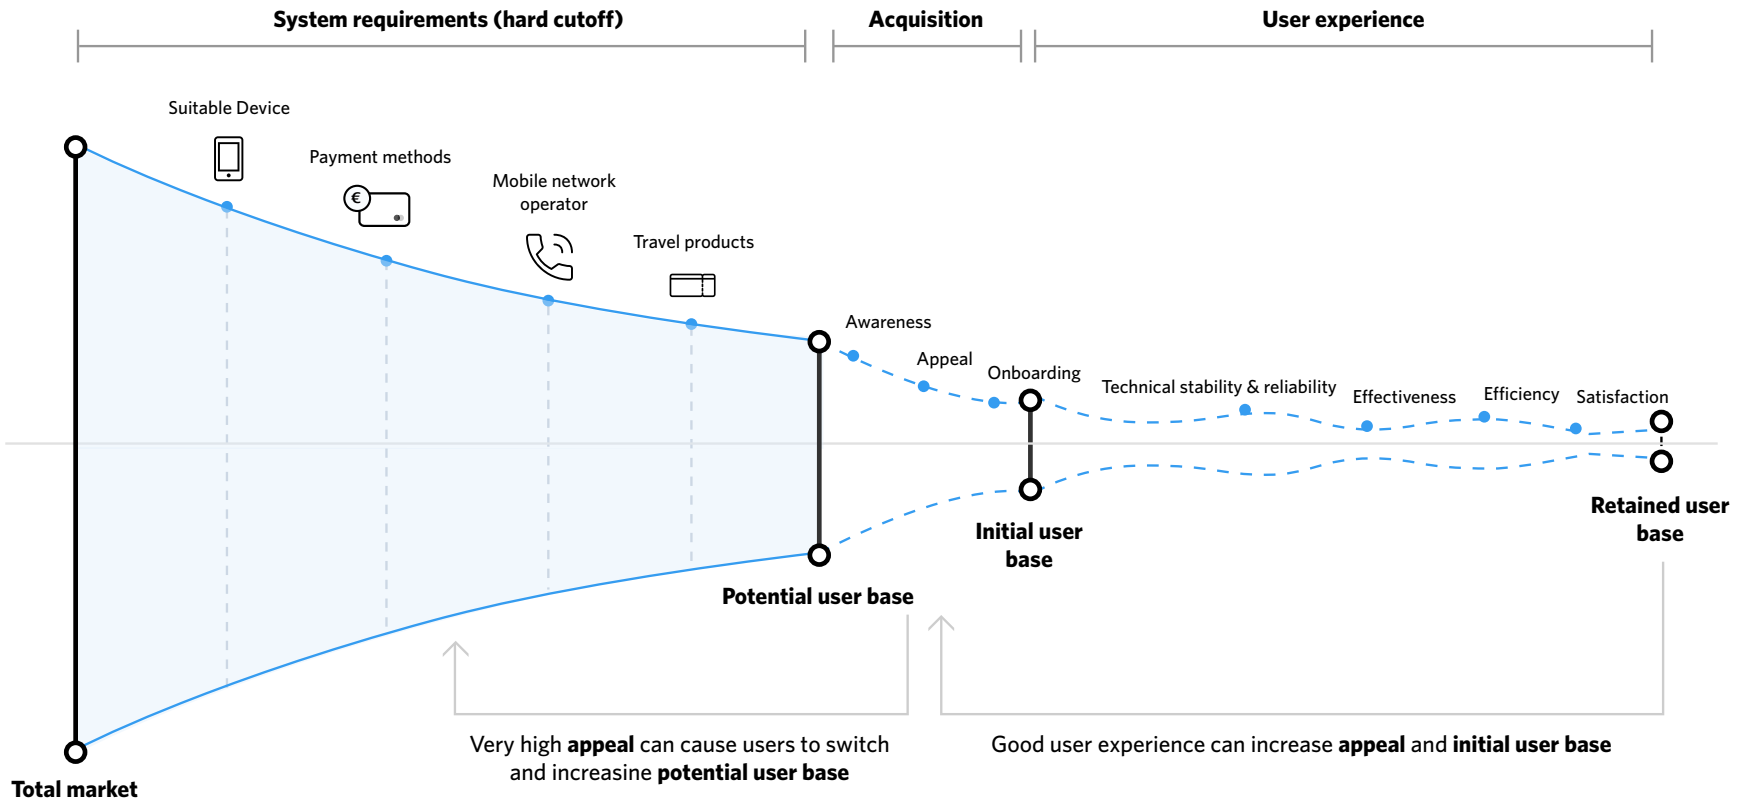 System requirements (hard cutoff)
Acquisition
User experience
Suitable Device
Payment methods
€
Mobile network
operator
Travel products
Awareness
Appeal
Onboarding
Technical stability & reliability
Effectiveness
Efficiency
Satisfaction
Retained user
base
Initial user
base
Potential user base
Very high appeal can cause users to switch
and increasine potential user base
Good user experience can increase appeal and initial user base
Total market